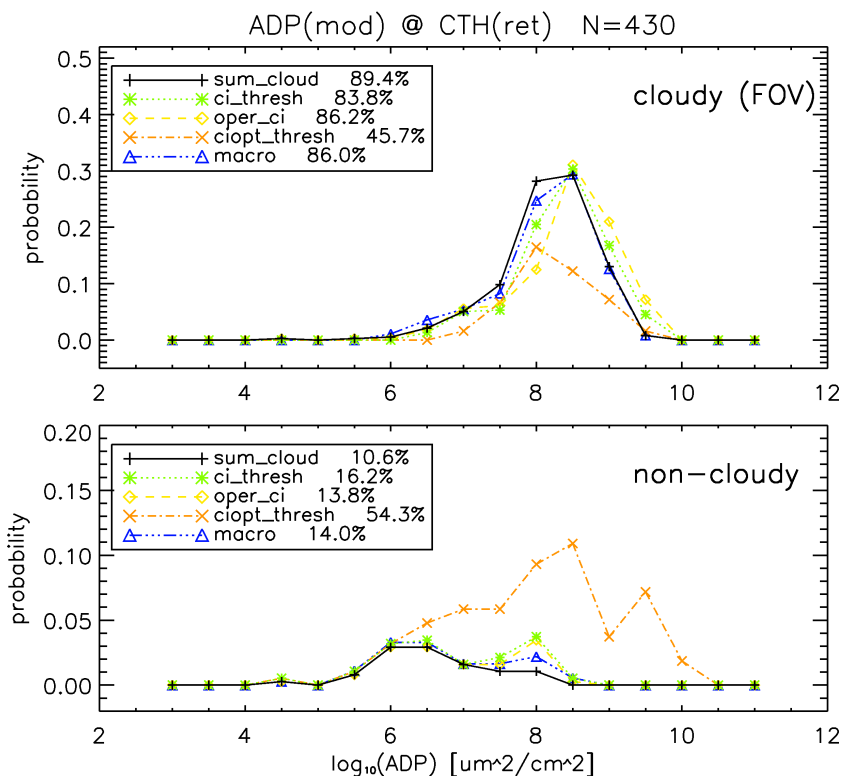 ADP(mod) @ CTH(ret) N=430
0.5
0.4
0.3
0.2
0.1
0.0
probability
sum_cloud 89.4%
ci_thresh 83.8%
oper_ci 86.2%
ciopt_thresh 45.7%
macro 86.0%
cloudy (FOV)
2 4 6 8 10 12
0.20
0.15
0.10
0.05
0.00
probability
sum_cloud 10.6%
ci_thresh 16.2%
oper_ci 13.8%
ciopt_thresh 54.3%
macro 14.0%
non-cloudy
2 4 6 8 10 12
log₁₀(ADP) [um^2/cm^2]